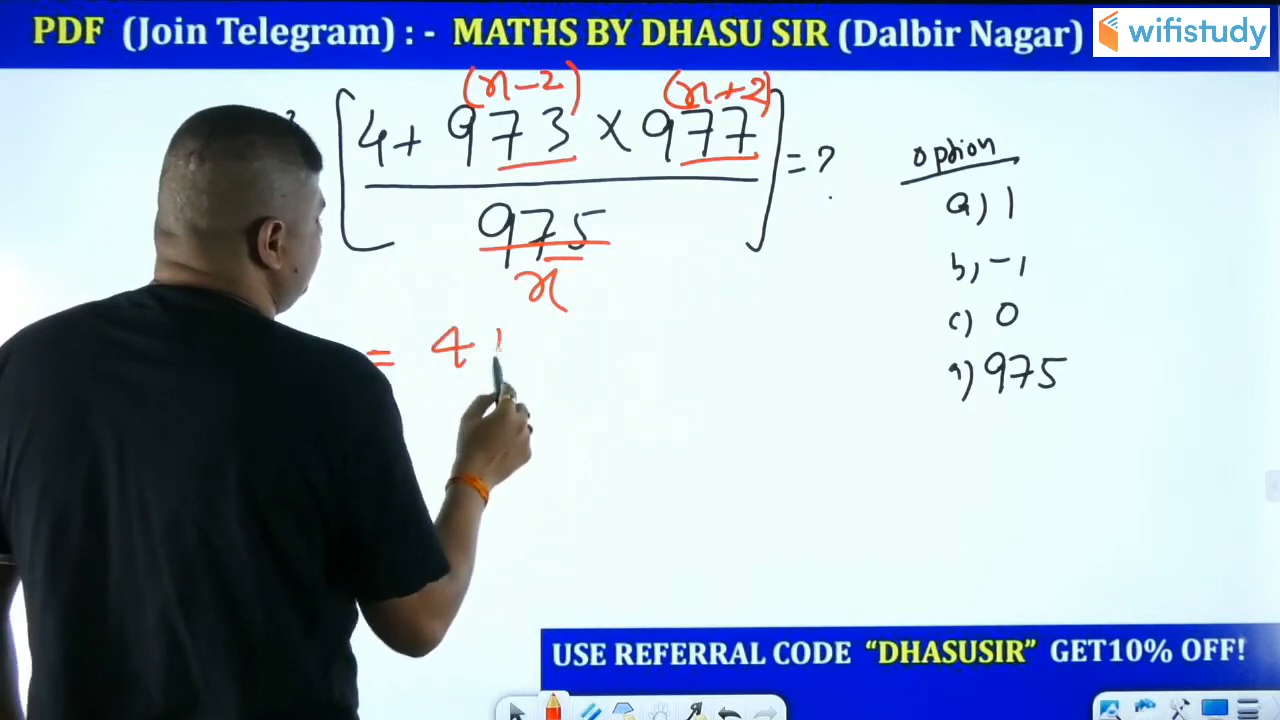 PDF (Join Telegram) : - MATHS BY DHASU SIR (Dalbir Nagar)
wifistudy
(x-2) (x+2)
[4+ 973 × 977] = ?
975
x
= 4
option
a) 1
b) -1
c) 0
975
USE REFERRAL CODE “DHASUSIR” GET10% OFF!